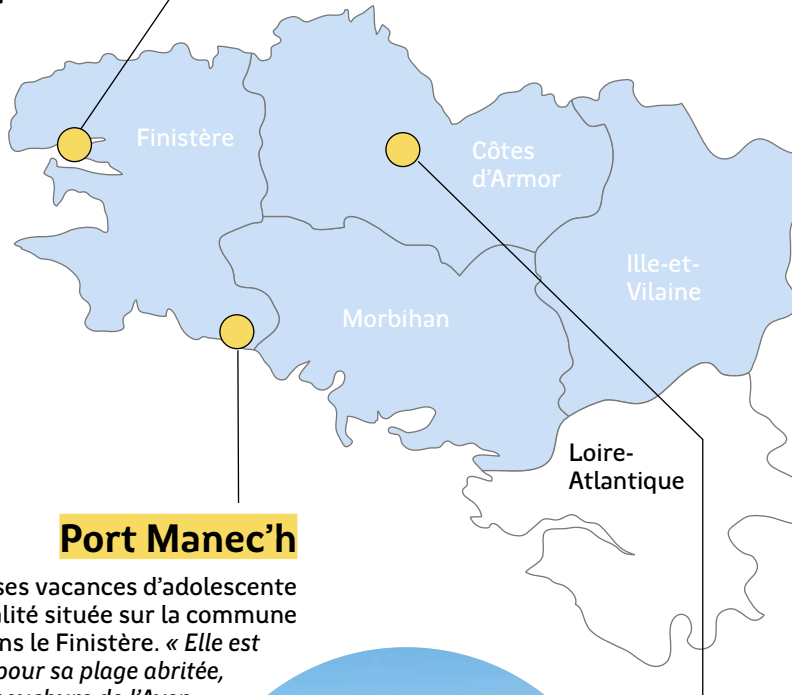 Finistère
Côtes
d'Armor
Ille-et-
Vilaine
Morbihan
Loire-
Atlantique
Port Manec'h
ses vacances d'adolescente
alité située sur la commune
ns le Finistère. « Elle est
pour sa plage abritée,